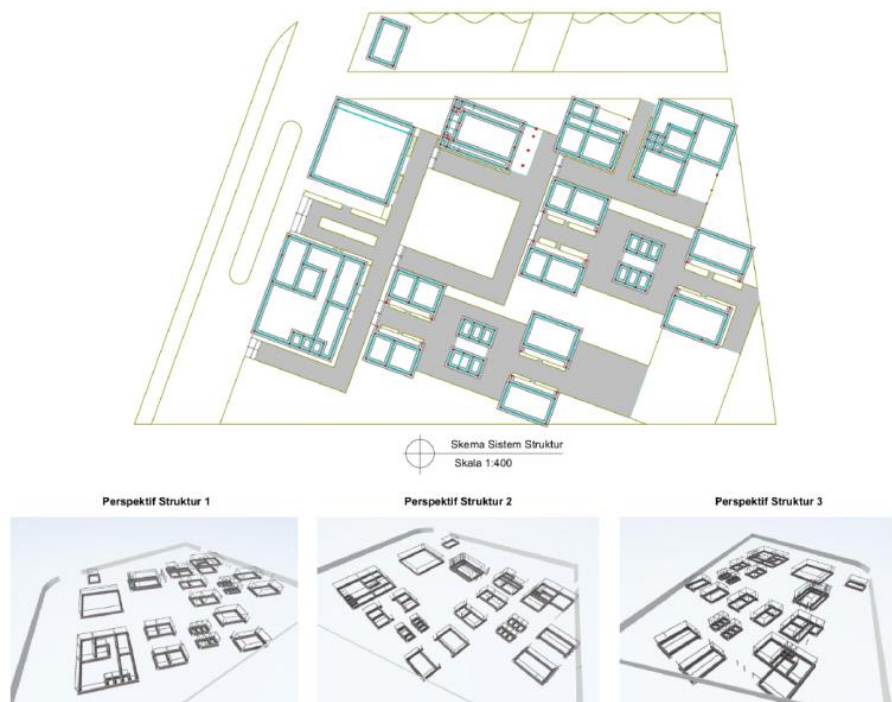 Skema Sistem Struktur
Skala 1:400
Perspektif Struktur 1
Perspektif Struktur 2
Perspektif Struktur 3